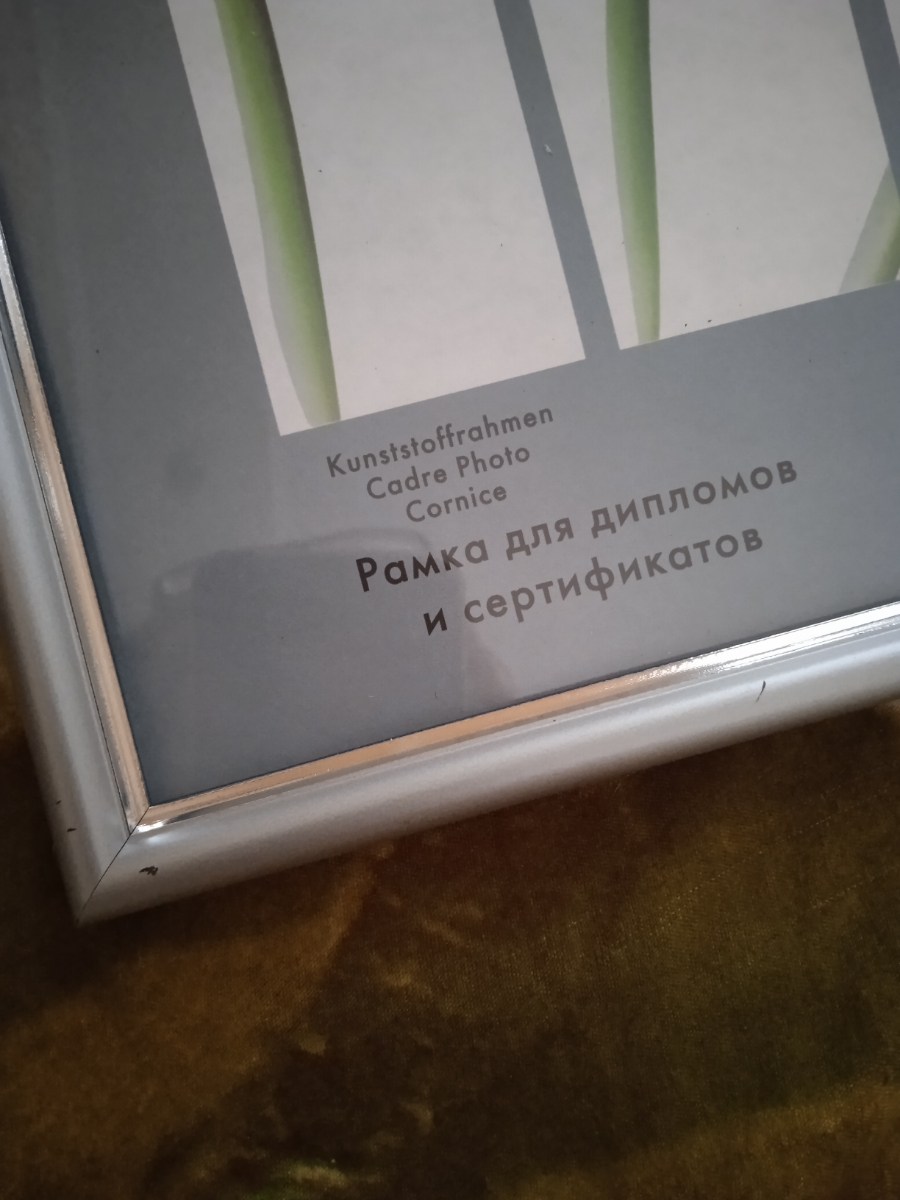 Kunststoffrahmen
Cadre Photo
Cornice
Рамка для дипломов
и сертификатов